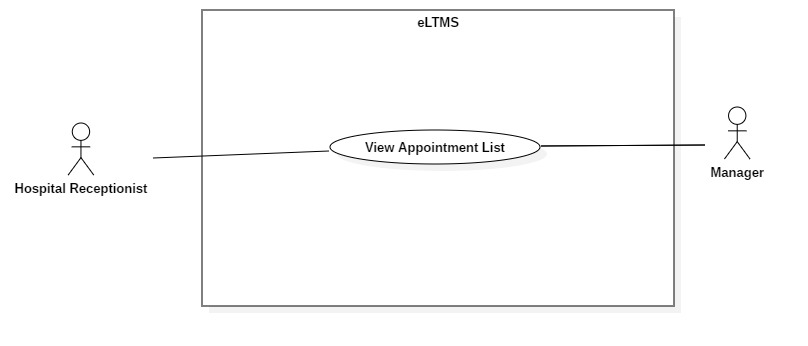 eLTMS
View Appointment List
Hospital Receptionist
Manager